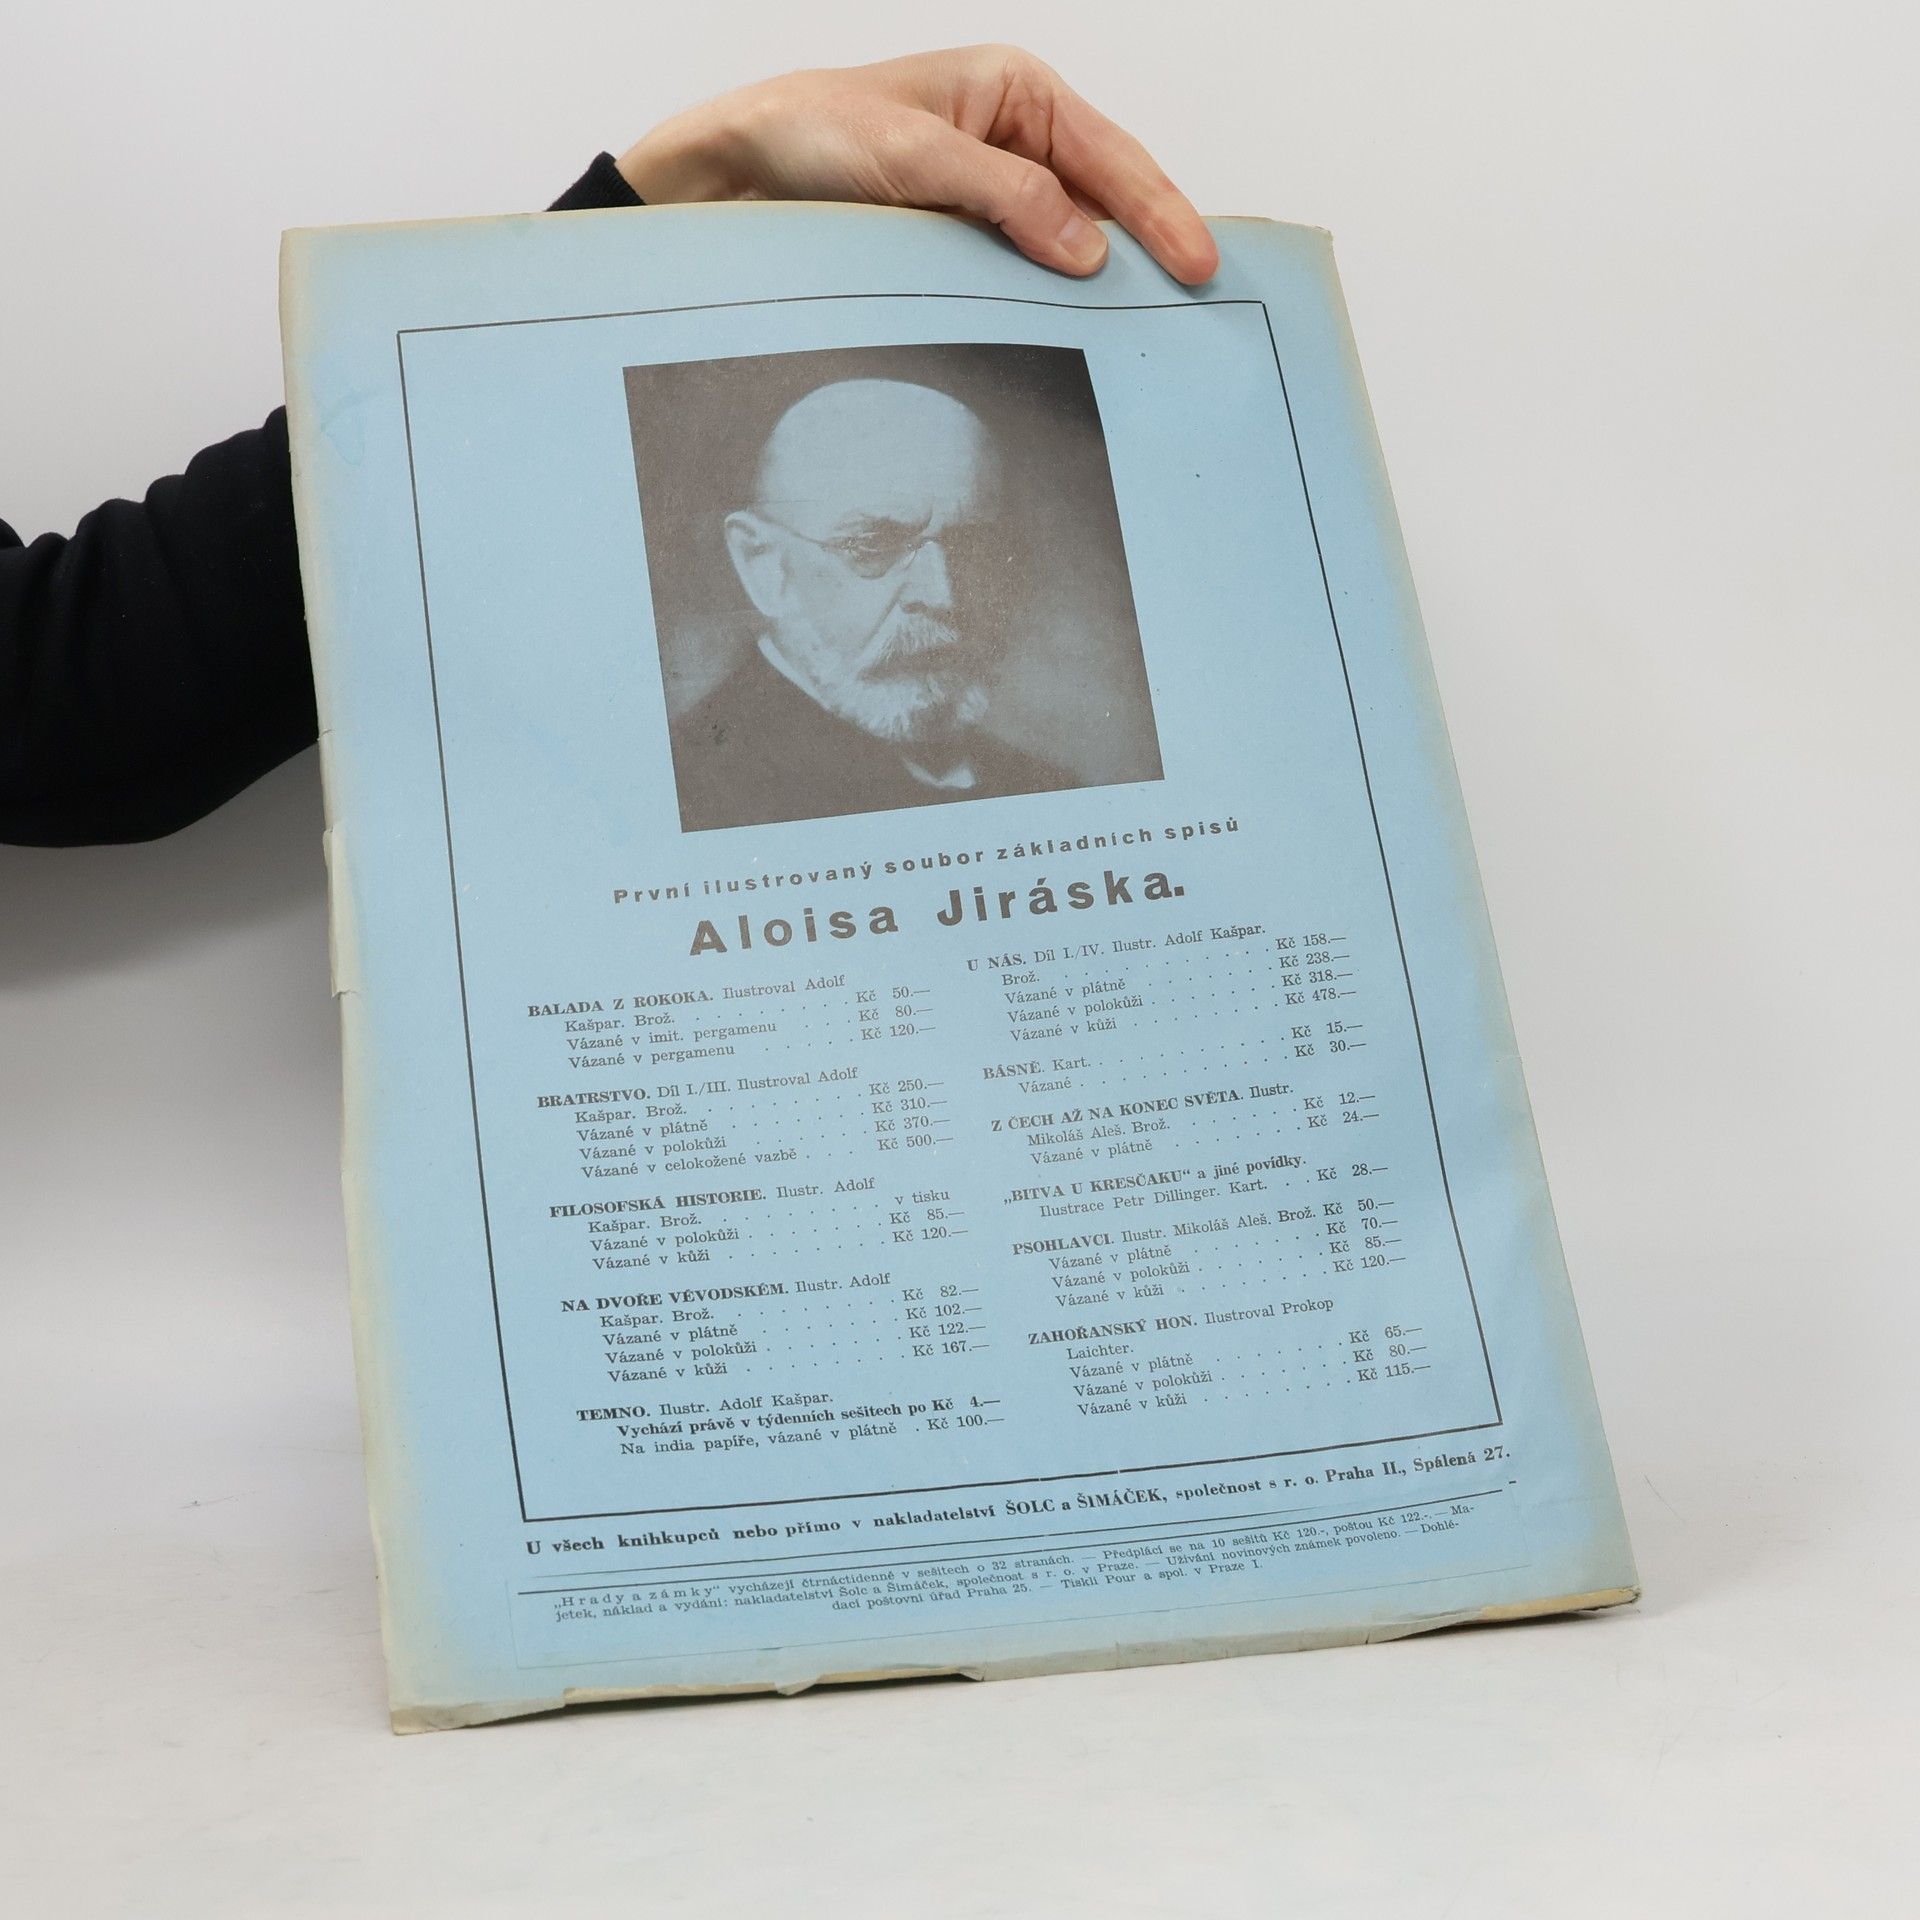 První ilustrovaný soubor základních spisů
Aloisa Jiráska.
BALADA Z ROKOKA. Ilustroval Adolf
Kašpar. Brož. . . . . . . . . Kč 50.—
Vázané v imit. pergamenu . . . Kč 80.—
Vázané v pergamenu . . . . . Kč 120.—
BRATRSTVO. Díl I./III. Ilustroval Adolf
Kašpar. Brož. . . . . . . . . Kč 250.—
Vázané v plátně . . . . . . . Kč 310.—
Vázané v polokůži . . . . . . Kč 370.—
Vázané v celokožené vazbě . . . Kč 500.—
FILOSOFSKÁ HISTORIE. Ilustr. Adolf
Kašpar. Brož. . . . . . . . . v tisku
Vázané v polokůži . . . . . . Kč 85.—
Vázané v kůži . . . . . . . Kč 120.—
NA DVOŘE VÉVODSKÉM. Ilustr. Adolf
Kašpar. Brož. . . . . . . . . Kč 82.—
Vázané v plátně . . . . . . . Kč 102.—
Vázané v polokůži . . . . . . Kč 122.—
Vázané v kůži . . . . . . . . Kč 167.—
TEMNO. Ilustr. Adolf Kašpar.
Vychází právě v týdenních sešitech po Kč 4.—
Na india papíře, vázané v plátně . Kč 100.—
U NÁS. Díl I./IV. Ilustr. Adolf Kašpar.
Brož. . . . . . . . . . . Kč 158.—
Vázané v plátně . . . . . . . Kč 238.—
Vázané v polokůži . . . . . . Kč 318.—
Vázané v kůži . . . . . . . Kč 478.—
BÁSNĚ. Kart. . . . . . . . . . Kč 15.—
Vázané . . . . . . . . . . Kč 30.—
Z ČECH AŽ NA KONEC SVĚTA. Ilustr.
Mikoláš Aleš. Brož. . . . . . . Kč 12.—
Vázané v plátně . . . . . . . Kč 24.—
„BITVA U KRESČAKU“ a jiné povídky.
Ilustrace Petr Dillinger. Kart. . . Kč 28.—
PSOHLAVCI. Ilustr. Mikoláš Aleš. Brož. Kč 50.—
Vázané v plátně . . . . . . . Kč 70.—
Vázané v polokůži . . . . . . Kč 85.—
Vázané v kůži . . . . . . . Kč 120.—
ZAHOŘANSKÝ HON. Ilustroval Prokop
Laichter.
Vázané v plátně . . . . . . . Kč 65.—
Vázané v polokůži . . . . . . Kč 80.—
Vázané v kůži . . . . . . . . Kč 115.—
U všech knihkupců nebo přímo v nakladatelství ŠOLC a ŠIMÁČEK, společnost s r. o. Praha II., Spálená 27.
„Hrady a zámky“ vycházejí čtrnáctidenně v sešitech o 32 stranách. — Předplácí se na 10 sešitů Kč 120.-, poštou Kč 122.-. — Ma-
jetek, náklad a vydání: nakladatelství Šolc a Šimáček, společnost s r. o. v Praze. — Užívání novinových známek povoleno. — Dohlé-
dací poštovní úřad Praha 25. — Tiskli Pour a spol. v Praze I.